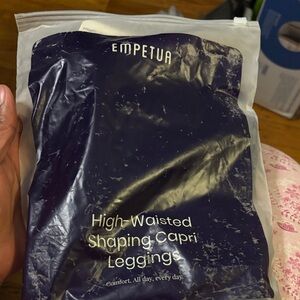 EMPETUA
High-Waisted
Shaping Capri
Leggings
Comfort. All day, every day.